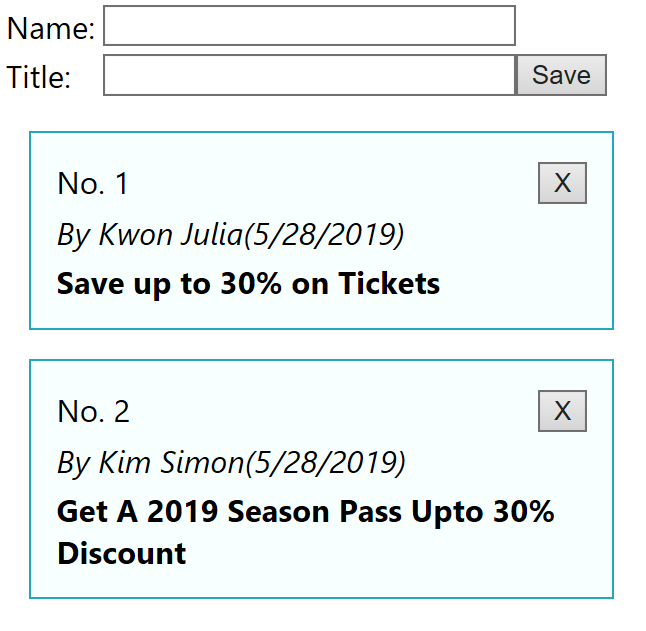 Name:
Title:
Save
No. 1
X
By Kwon Julia(5/28/2019)
Save up to 30% on Tickets
No. 2
X
By Kim Simon(5/28/2019)
Get A 2019 Season Pass Upto 30%
Discount